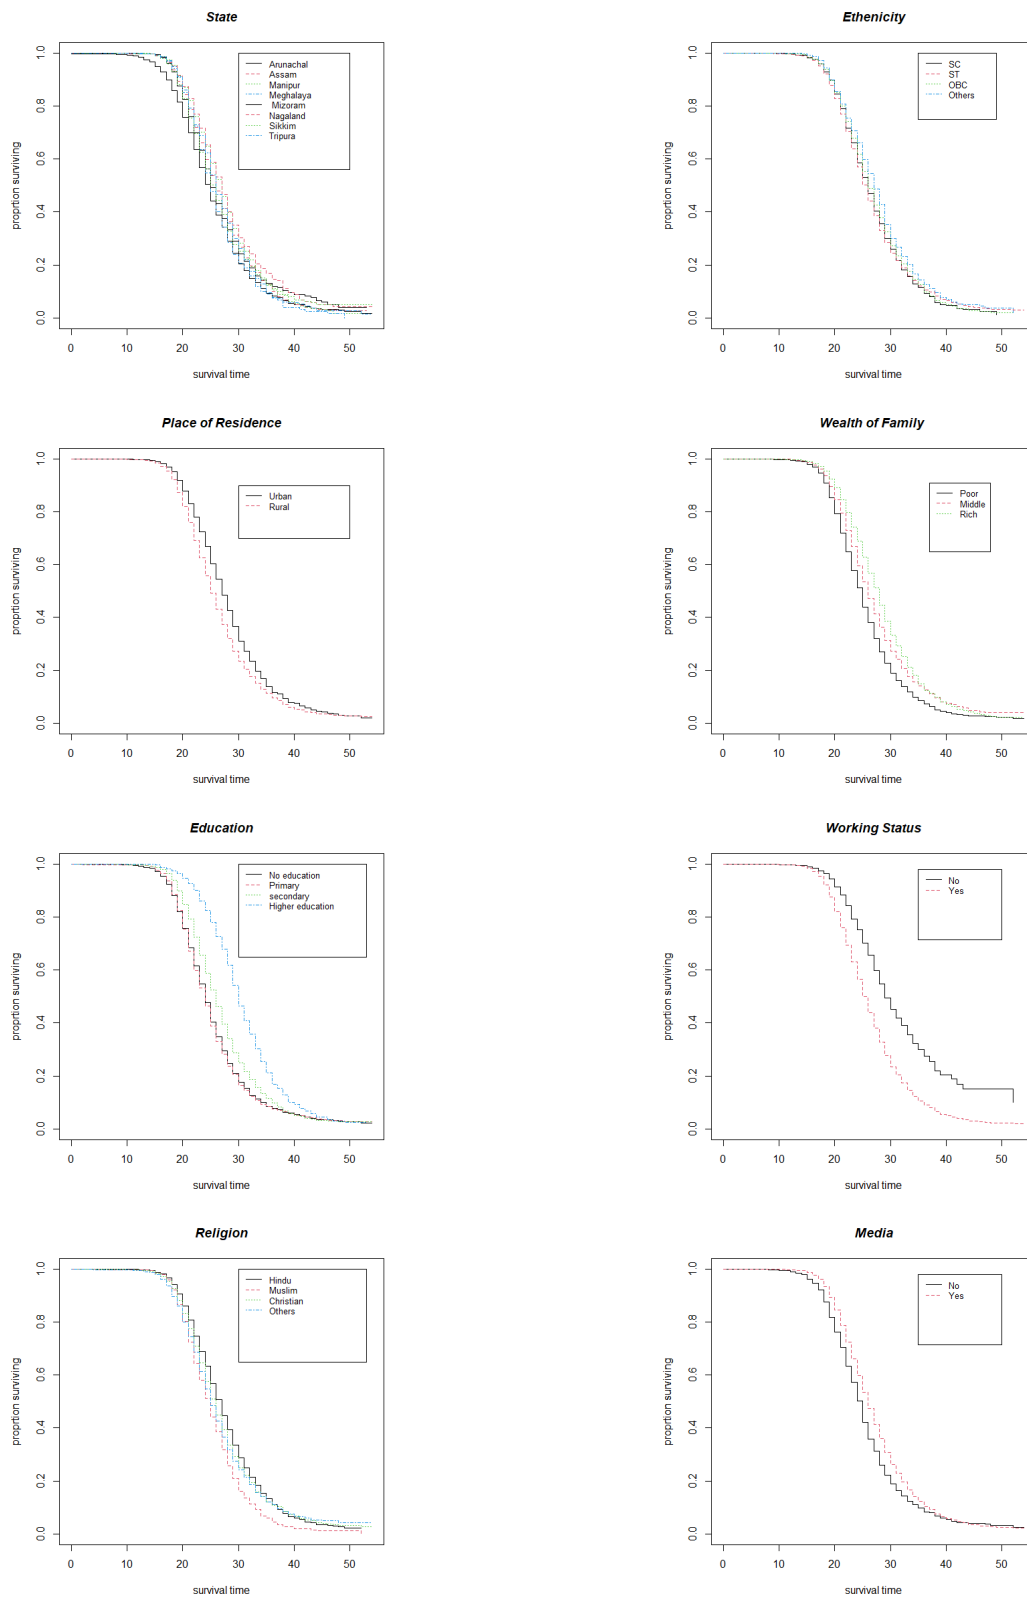 State
1.0
0.8
0.6
0.4
0.2
0.0
proprtion surviving
Arunachal
Assam
Manipur
Meghalaya
Mizoram
Nagaland
Sikkim
Tripura
0 10 20 30 40 50
survival time
Ethenicity
1.0
0.8
0.6
0.4
0.2
0.0
proprtion surviving
SC
ST
OBC
Others
0 10 20 30 40 50
survival time
Place of Residence
1.0
0.8
0.6
0.4
0.2
0.0
proprtion surviving
Urban
Rural
0 10 20 30 40 50
survival time
Wealth of Family
1.0
0.8
0.6
0.4
0.2
0.0
proprtion surviving
Poor
Middle
Rich
0 10 20 30 40 50
survival time
Education
1.0
0.8
0.6
0.4
0.2
0.0
proprtion surviving
No education
Primary
secondary
Higher education
0 10 20 30 40 50
survival time
Working Status
1.0
0.8
0.6
0.4
0.2
0.0
proprtion surviving
No
Yes
0 10 20 30 40 50
survival time
Religion
1.0
0.8
0.6
0.4
0.2
0.0
proprtion surviving
Hindu
Muslim
Christian
Others
0 10 20 30 40 50
survival time
Media
1.0
0.8
0.6
0.4
0.2
0.0
proprtion surviving
No
Yes
0 10 20 30 40 50
survival time